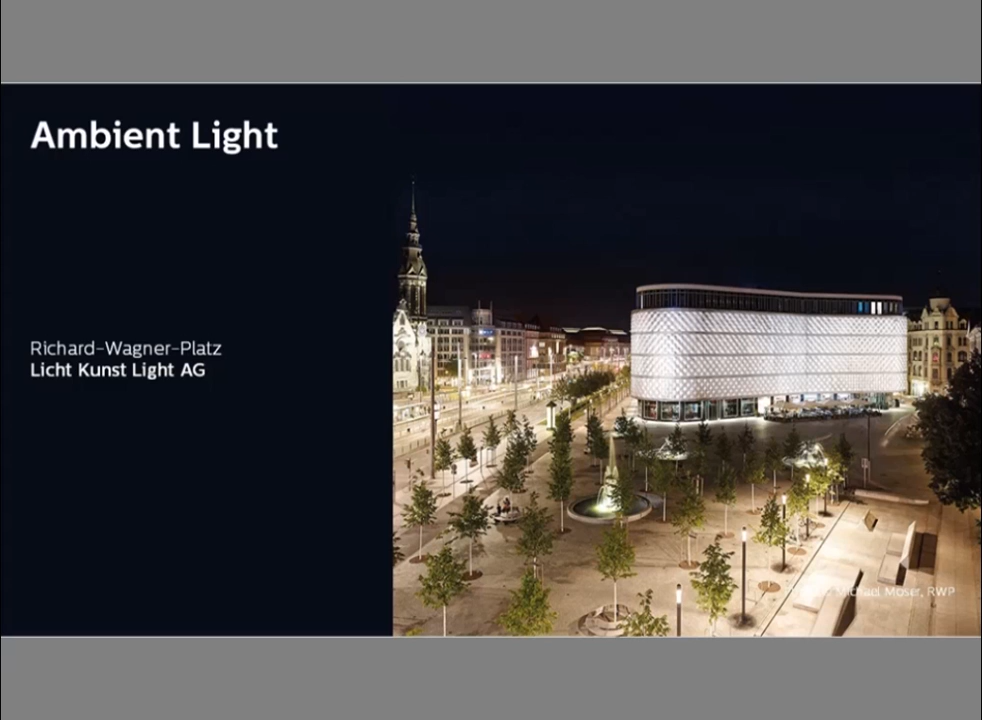 Ambient Light
Richard-Wagner-Platz
Licht Kunst Light AG
Michael Moser, RWP